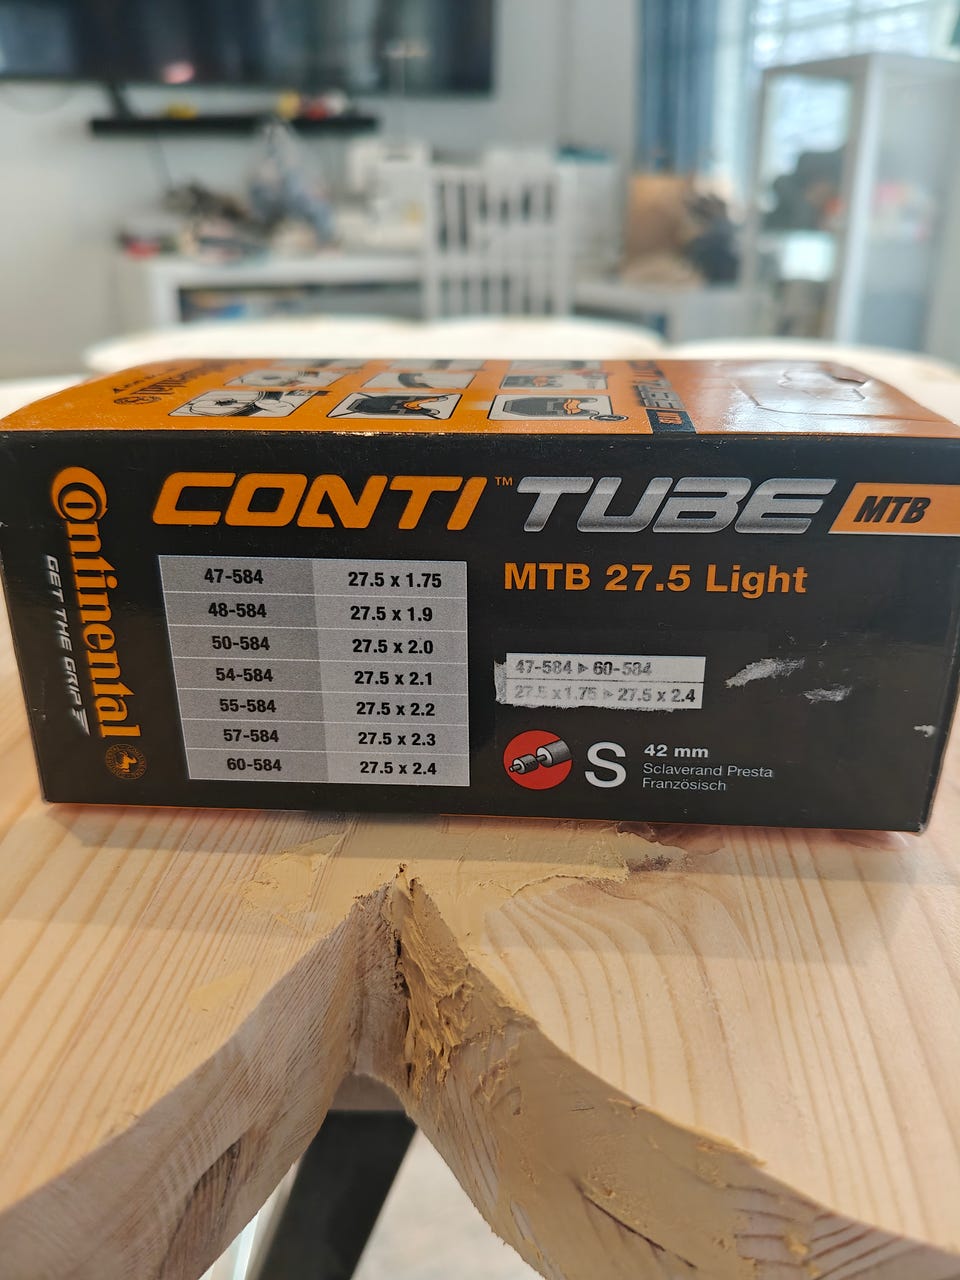 Continental
GET THE GRIP
CONTI™ TUBE MTB
47-584 27.5 x 1.75
48-584 27.5 x 1.9
50-584 27.5 x 2.0
54-584 27.5 x 2.1
55-584 27.5 x 2.2
57-584 27.5 x 2.3
60-584 27.5 x 2.4
MTB 27.5 Light
47-584 ▸ 60-584
27.5 x 1.75 ▸ 27.5 x 2.4
S
42 mm
Sclaverand Presta
Französisch